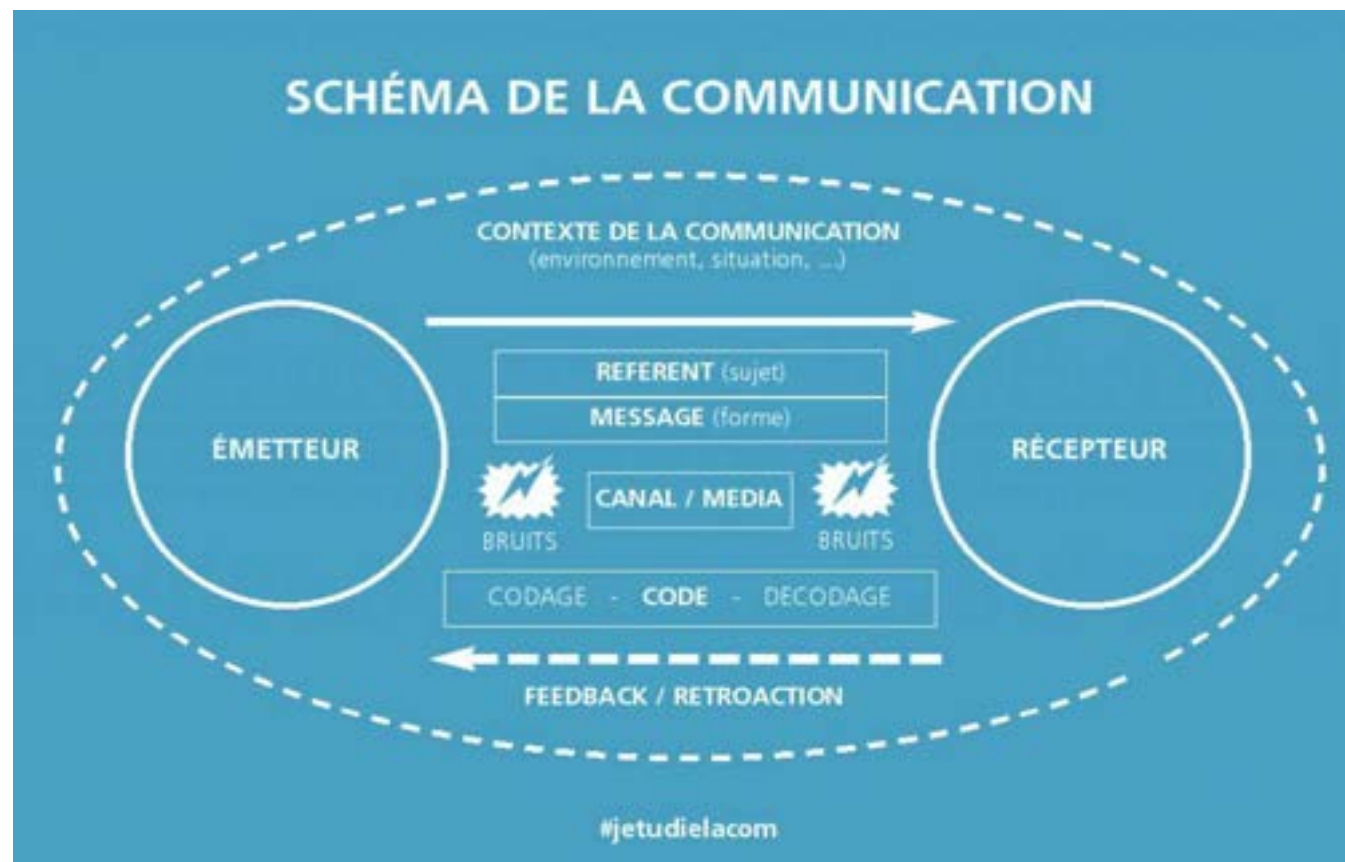 SCHÉMA DE LA COMMUNICATION
CONTEXTE DE LA COMMUNICATION
(environnement, situation, ...)
REFERENT (sujet)
MESSAGE (forme)
ÉMETTEUR
RÉCEPTEUR
CANAL / MEDIA
BRUITS
BRUITS
CODAGE - CODE - DECODAGE
FEEDBACK / RETROACTION
#jetudielacom